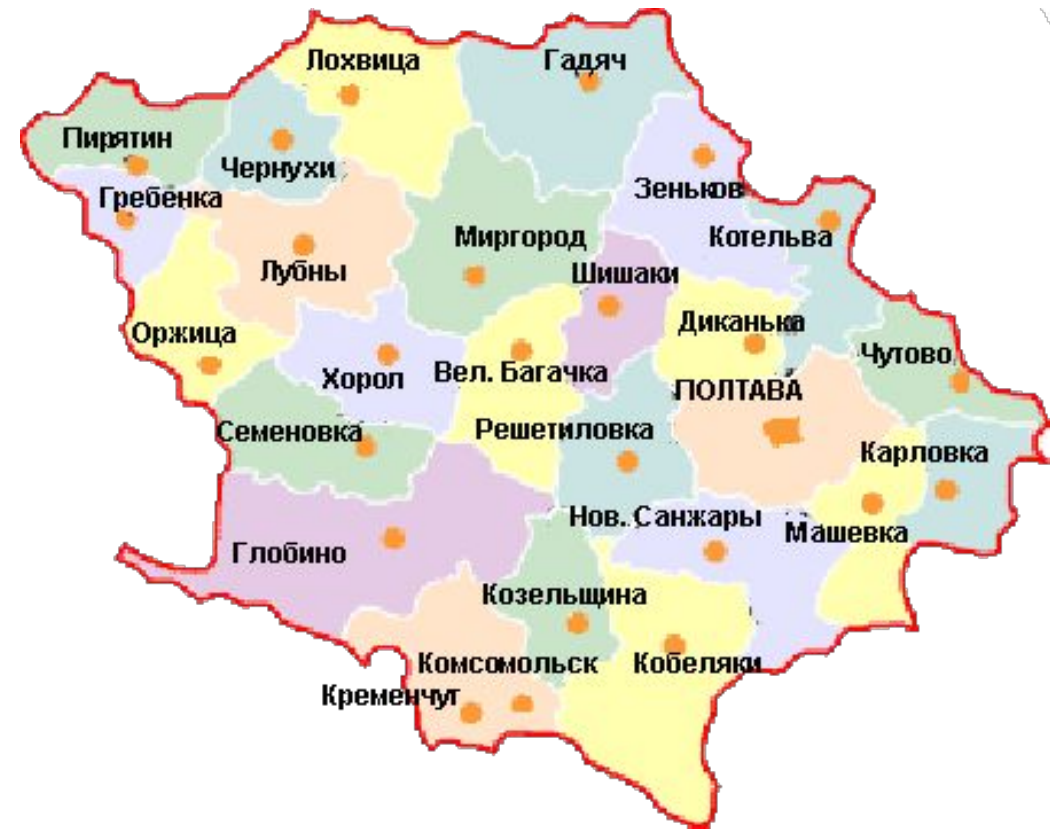 Лохвица
Гадяч
Пирятин
Чернухи
Зеньков
Гребенка
Миргород
Котельва
Лубны
Шишаки
Оржица
Диканька
Чутово
Хорол
Вел. Багачка
ПОЛТАВА
Семеновка
Решетиловка
Карловка
Нов. Санжары
Машевка
Глобино
Козельщина
Комсомольск
Кобеляки
Кременчуг